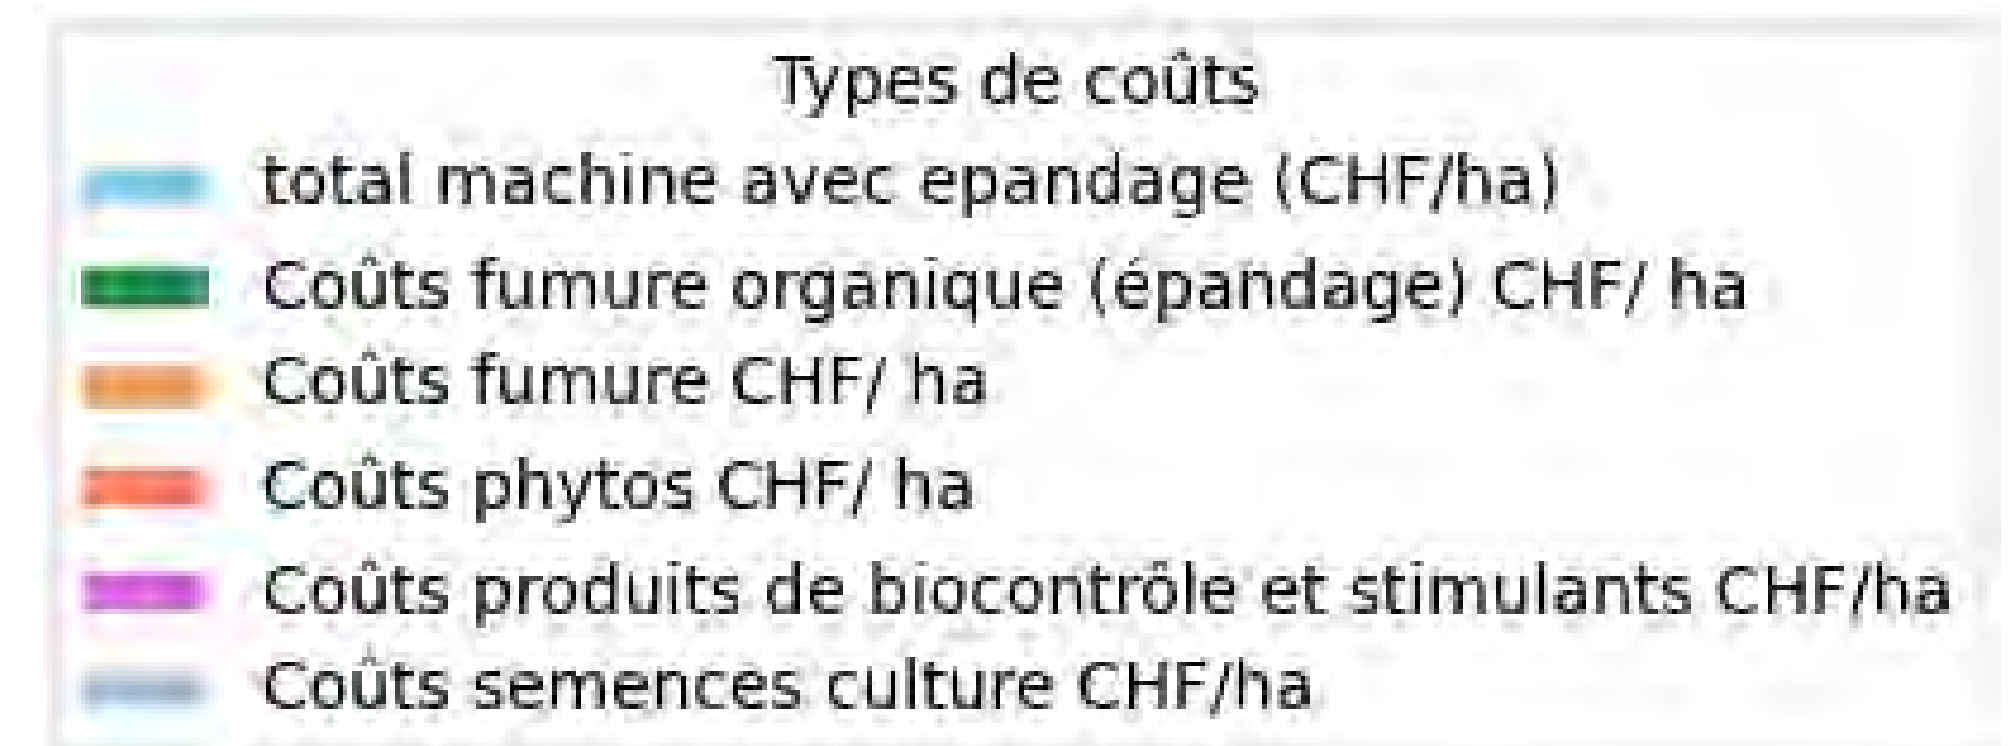 Types de coûts
total machine avec epandage (CHF/ha)
Coûts fumure organique (épandage) CHF/ ha
Coûts fumure CHF/ ha
Coûts phytos CHF/ ha
Coûts produits de biocontrôle et stimulants CHF/ha
Coûts semences culture CHF/ha